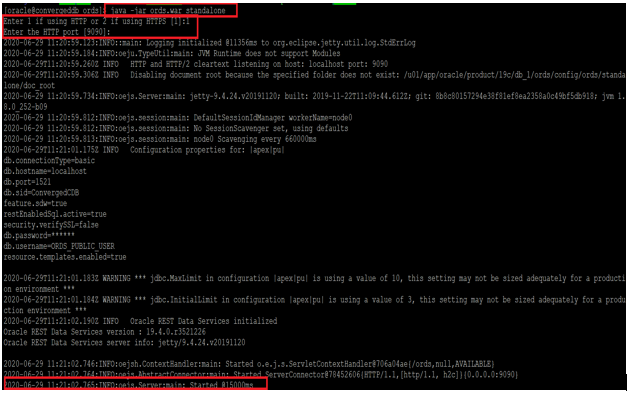 [oracle@convergeddb ords]$ java -jar ords.war standalone
Enter 1 if using HTTP or 2 if using HTTPS [1]:1
Enter the HTTP port [9090]:
2020-06-29 11:20:59.123:INFO::main: Logging initialized @11356ms to org.eclipse.jetty.util.log.StdErrLog
2020-06-29 11:20:59.184:INFO:oeju.TypeUtil:main: JVM Runtime does not support Modules
2020-06-29T11:20:59.260Z INFO HTTP and HTTP/2 cleartext listening on host: localhost port: 9090
2020-06-29T11:20:59.306Z INFO Disabling document root because the specified folder does not exist: /u01/app/oracle/product/19c/db_1/ords/config/ords/standa
lone/doc_root
2020-06-29 11:20:59.734:INFO:oejs.Server:main: jetty-9.4.24.v20191120; built: 2019-11-22T11:09:44.612Z; git: 8b8c80157294e38f81ef8ea2358a0c49bf5db918; jvm 1.
8.0_252-b09
2020-06-29 11:20:59.812:INFO:oejs.session:main: DefaultSessionIdManager workerName=node0
2020-06-29 11:20:59.812:INFO:oejs.session:main: No SessionScavenger set, using defaults
2020-06-29 11:20:59.813:INFO:oejs.session:main: node0 Scavenging every 660000ms
2020-06-29T11:21:01.175Z INFO Configuration properties for: |apex|pu|
db.connectionType=basic
db.hostname=localhost
db.port=1521
db.sid=ConvergedCDB
feature.sdw=true
restEnabledSql.active=true
security.verifySSL=false
db.password=******
db.username=ORDS_PUBLIC_USER
resource.templates.enabled=true
2020-06-29T11:21:01.183Z WARNING *** jdbc.MaxLimit in configuration |apex|pu| is using a value of 10, this setting may not be sized adequately for a producti
on environment ***
2020-06-29T11:21:01.184Z WARNING *** jdbc.InitialLimit in configuration |apex|pu| is using a value of 3, this setting may not be sized adequately for a produ
ction environment ***
2020-06-29T11:21:02.190Z INFO Oracle REST Data Services initialized
Oracle REST Data Services version : 19.4.0.r3521226
Oracle REST Data Services server info: jetty/9.4.24.v20191120
2020-06-29 11:21:02.746:INFO:oejsh.ContextHandler:main: Started o.e.j.s.ServletContextHandler@706a04ae{/ords,null,AVAILABLE}
2020-06-29 11:21:02.764:INFO:oejs.AbstractConnector:main: Started ServerConnector@78452606{HTTP/1.1,[http/1.1, h2c]}{0.0.0.0:9090}
2020-06-29 11:21:02.765:INFO:oejs.Server:main: Started @15000ms